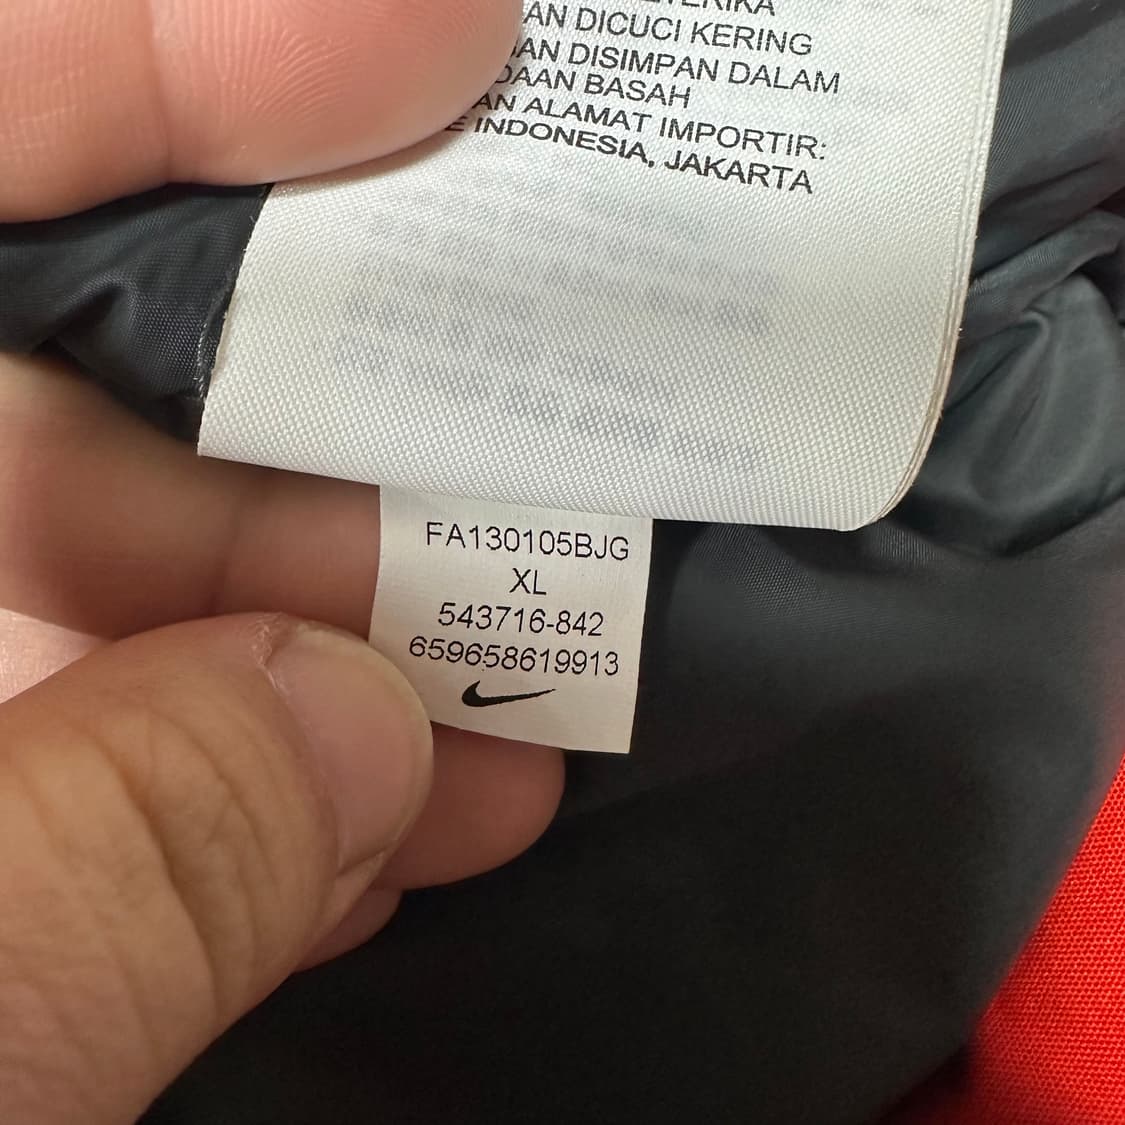 AN DICUCI KERING
AN DISIMPAN DALAM
DAAN BASAH
AN ALAMAT IMPORTIR:
E INDONESIA, JAKARTA
FA130105BJG
XL
543716-842
659658619913